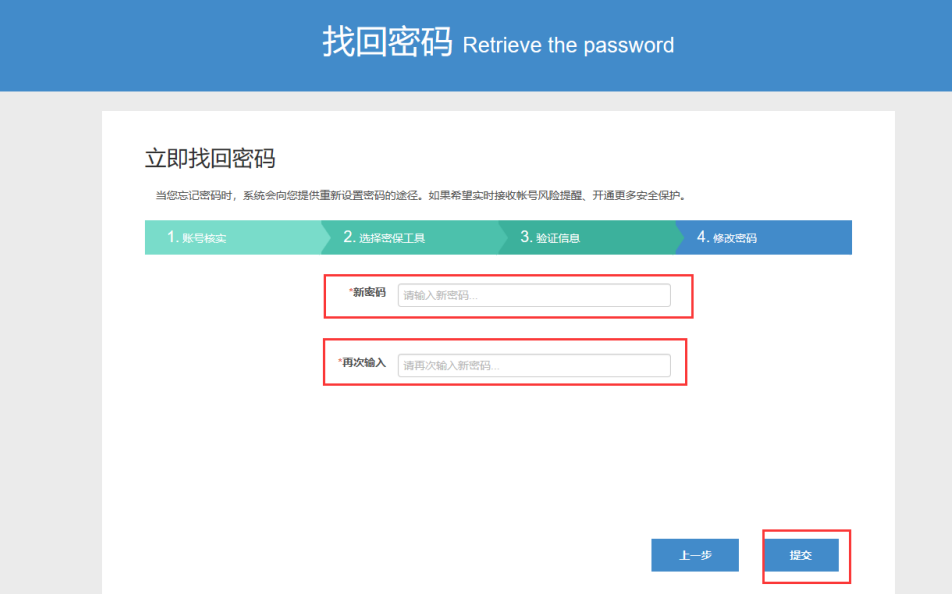 找回密码 Retrieve the password
立即找回密码
当您忘记密码时，系统会向您提供重新设置密码的途径。如果希望实时接收帐号风险提醒、开通更多安全保护。
1. 账号核实 2. 选择密保工具 3. 验证信息 4. 修改密码
*新密码 请输入新密码...
*再次输入 请再次输入新密码...
上一步 提交